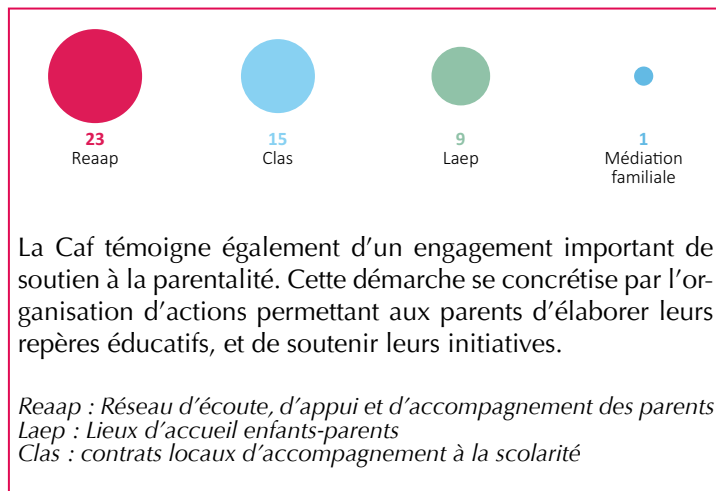 23
Reaap
15
Clas
9
Laep
1
Médiation
familiale
La Caf témoigne également d'un engagement important de
soutien à la parentalité. Cette démarche se concrétise par l'or-
ganisation d'actions permettant aux parents d'élaborer leurs
repères éducatifs, et de soutenir leurs initiatives.
Reaap : Réseau d'écoute, d'appui et d'accompagnement des parents
Laep : Lieux d'accueil enfants-parents
Clas : contrats locaux d'accompagnement à la scolarité